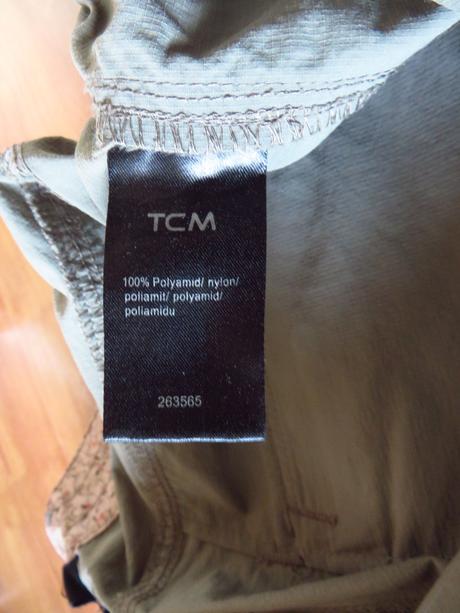 TCM
100% Polyamid/ nylon/
poliamit/ polyamid/
poliamidu
263565